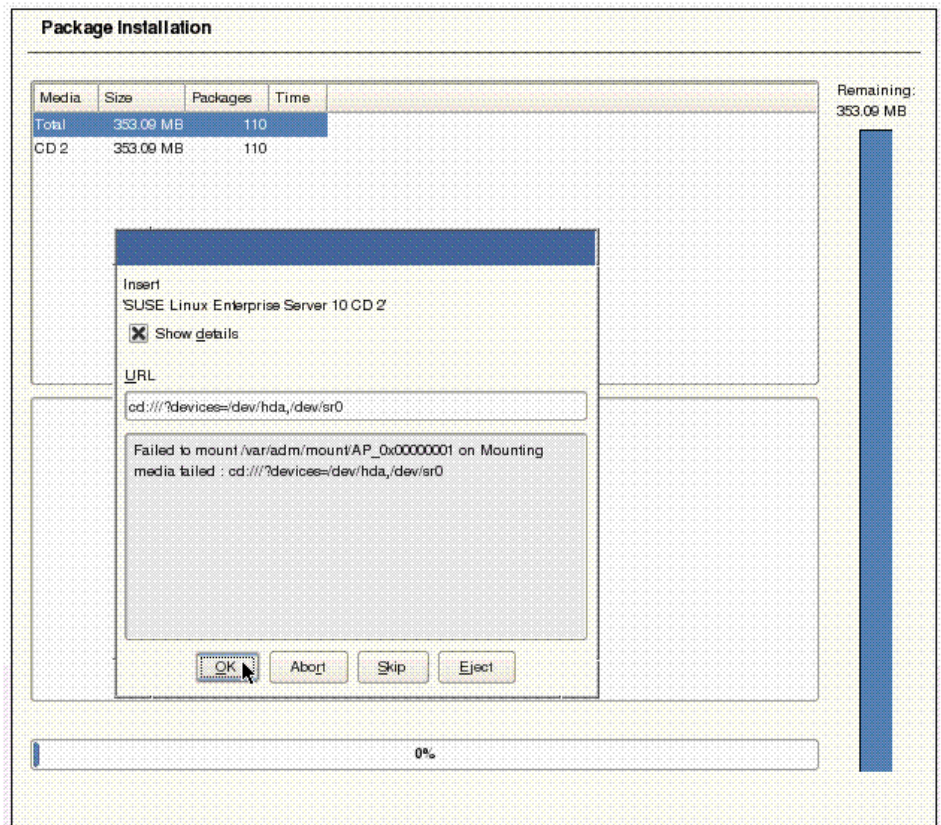 Package Installation
Media Size Packages Time
Total 353.09 MB 110
CD 2 353.09 MB 110
Remaining:
353.09 MB
Insert
'SUSE Linux Enterprise Server 10 CD 2'
Show details
URL
cd:///?devices=/dev/hda,/dev/sr0
Failed to mount /var/adm/mount/AP_0x00000001 on Mounting
media failed : cd:///?devices=/dev/hda,/dev/sr0
OK Abort Skip Eject
0%